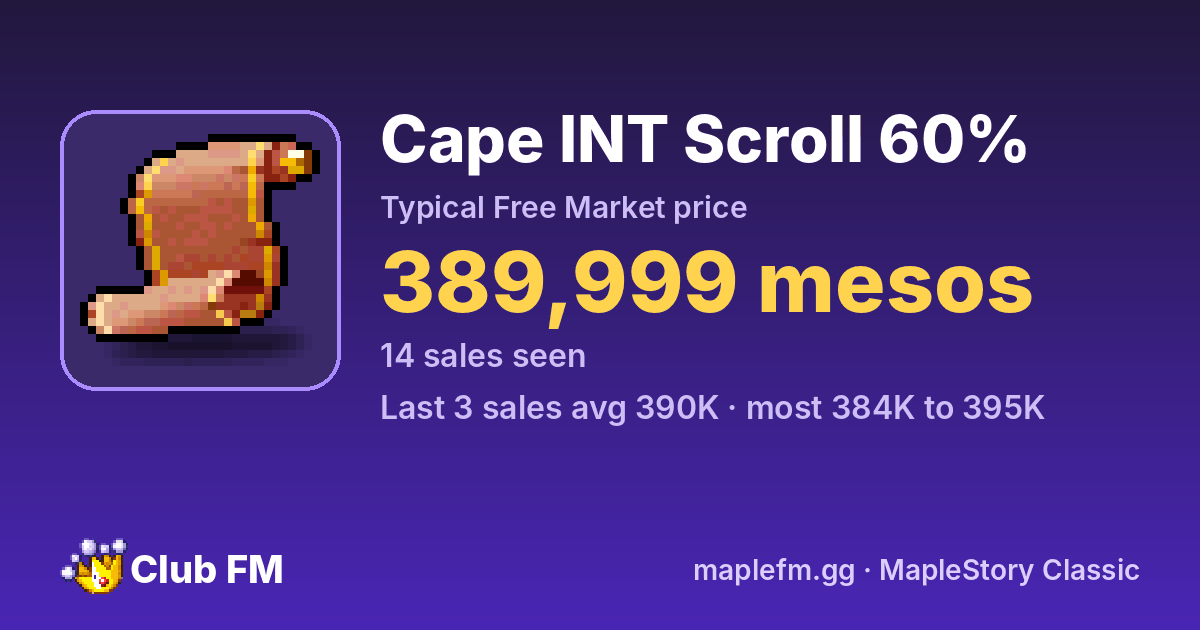 Cape INT Scroll 60%
Typical Free Market price
389,999 mesos
14 sales seen
Last 3 sales avg 390K · most 384K to 395K
Club FM
maplefm.gg · MapleStory Classic